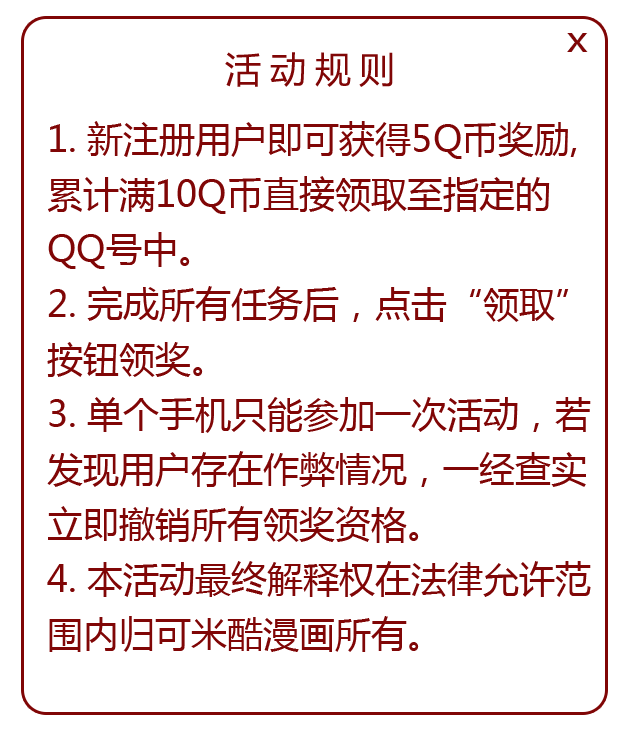 x
活动规则
1. 新注册用户即可获得5Q币奖励,
累计满10Q币直接领取至指定的
QQ号中。
2. 完成所有任务后，点击“领取”
按钮领奖。
3. 单个手机只能参加一次活动，若
发现用户存在作弊情况，一经查实
立即撤销所有领奖资格。
4. 本活动最终解释权在法律允许范
围内归可米酷漫画所有。